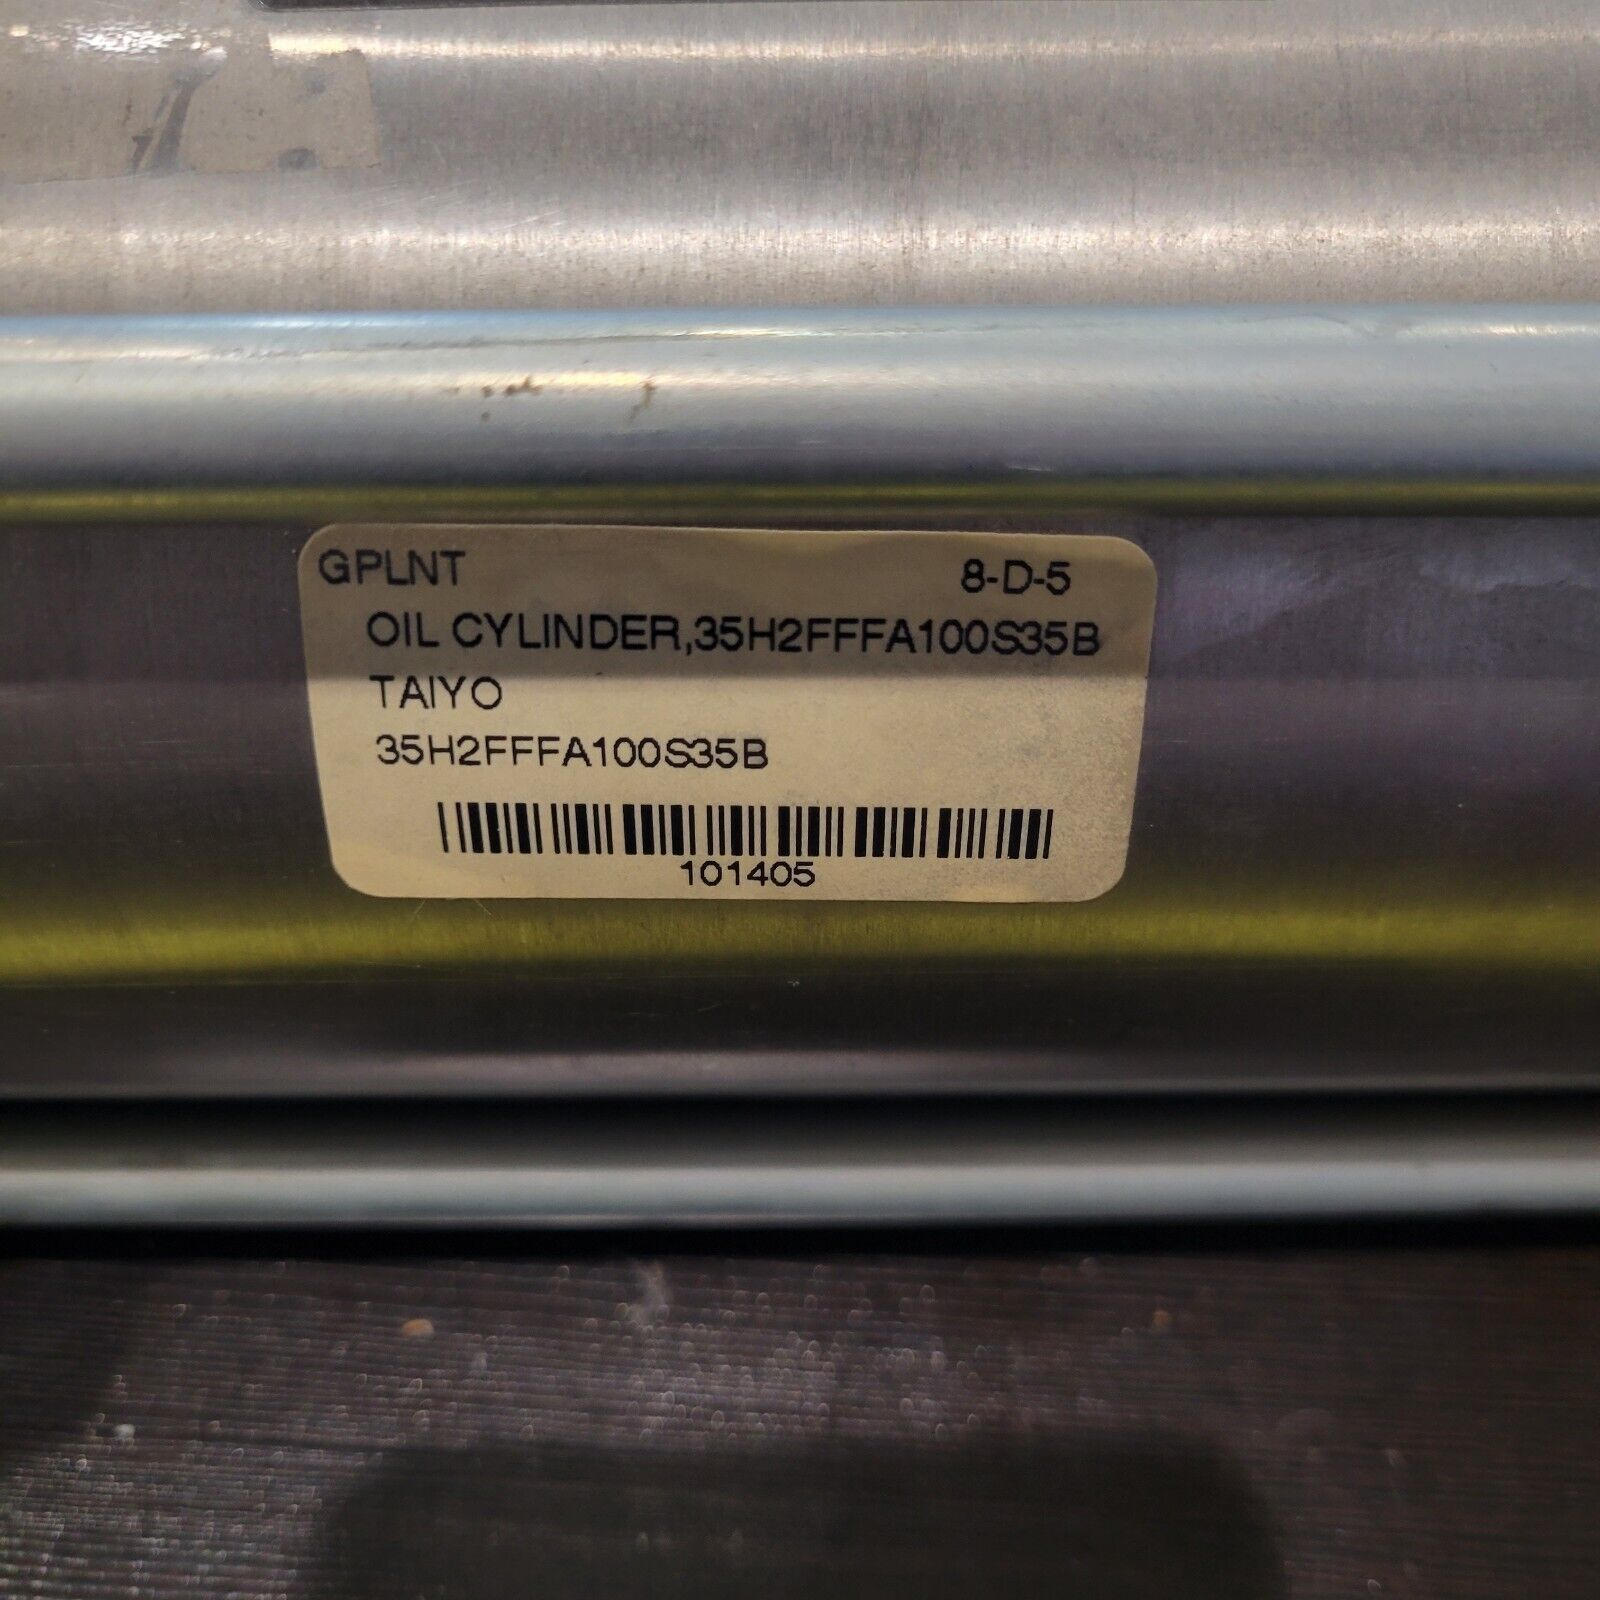 GPLNT 8-D-5
OIL CYLINDER,35H2FFFA100S35B
TAIYO
35H2FFFA100S35B
101405